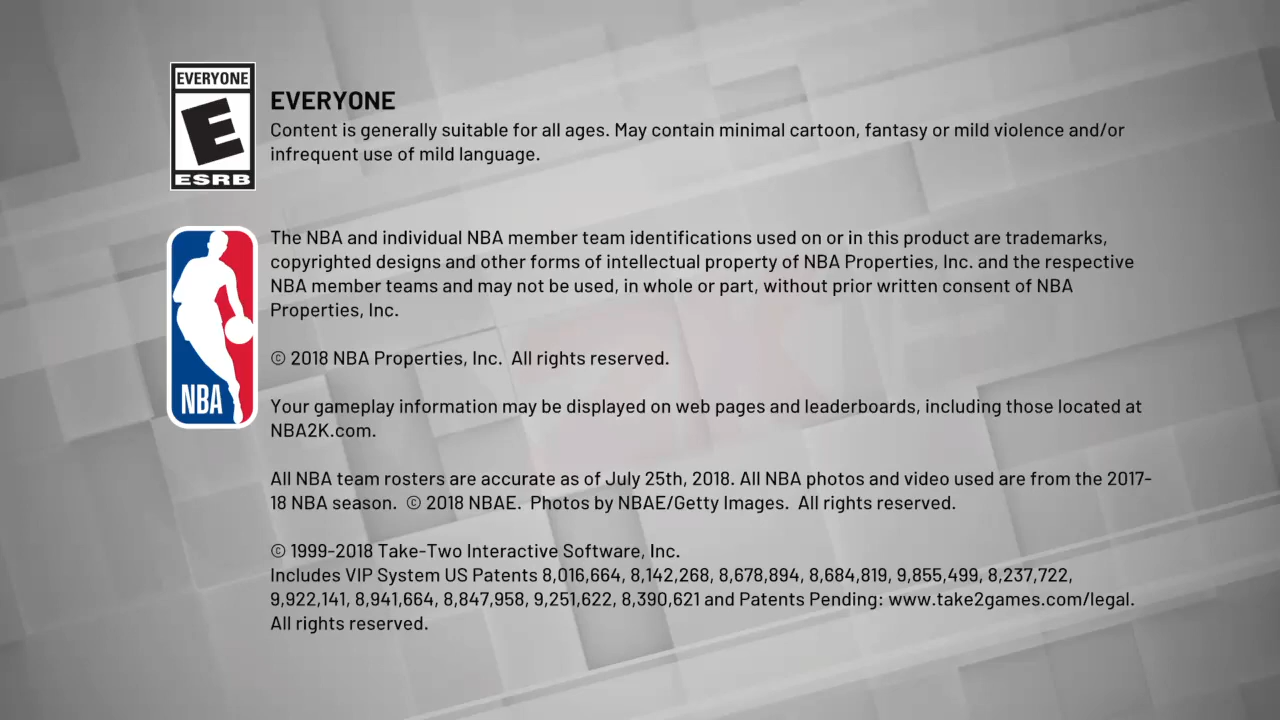 EVERYONE
E
ESRB
EVERYONE
Content is generally suitable for all ages. May contain minimal cartoon, fantasy or mild violence and/or
infrequent use of mild language.
NBA
The NBA and individual NBA member team identifications used on or in this product are trademarks,
copyrighted designs and other forms of intellectual property of NBA Properties, Inc. and the respective
NBA member teams and may not be used, in whole or part, without prior written consent of NBA
Properties, Inc.
© 2018 NBA Properties, Inc.  All rights reserved.
Your gameplay information may be displayed on web pages and leaderboards, including those located at
NBA2K.com.
All NBA team rosters are accurate as of July 25th, 2018. All NBA photos and video used are from the 2017-
18 NBA season.  © 2018 NBAE.  Photos by NBAE/Getty Images.  All rights reserved.
© 1999-2018 Take-Two Interactive Software, Inc.
Includes VIP System US Patents 8,016,664, 8,142,268, 8,678,894, 8,684,819, 9,855,499, 8,237,722,
9,922,141, 8,941,664, 8,847,958, 9,251,622, 8,390,621 and Patents Pending: www.take2games.com/legal.
All rights reserved.